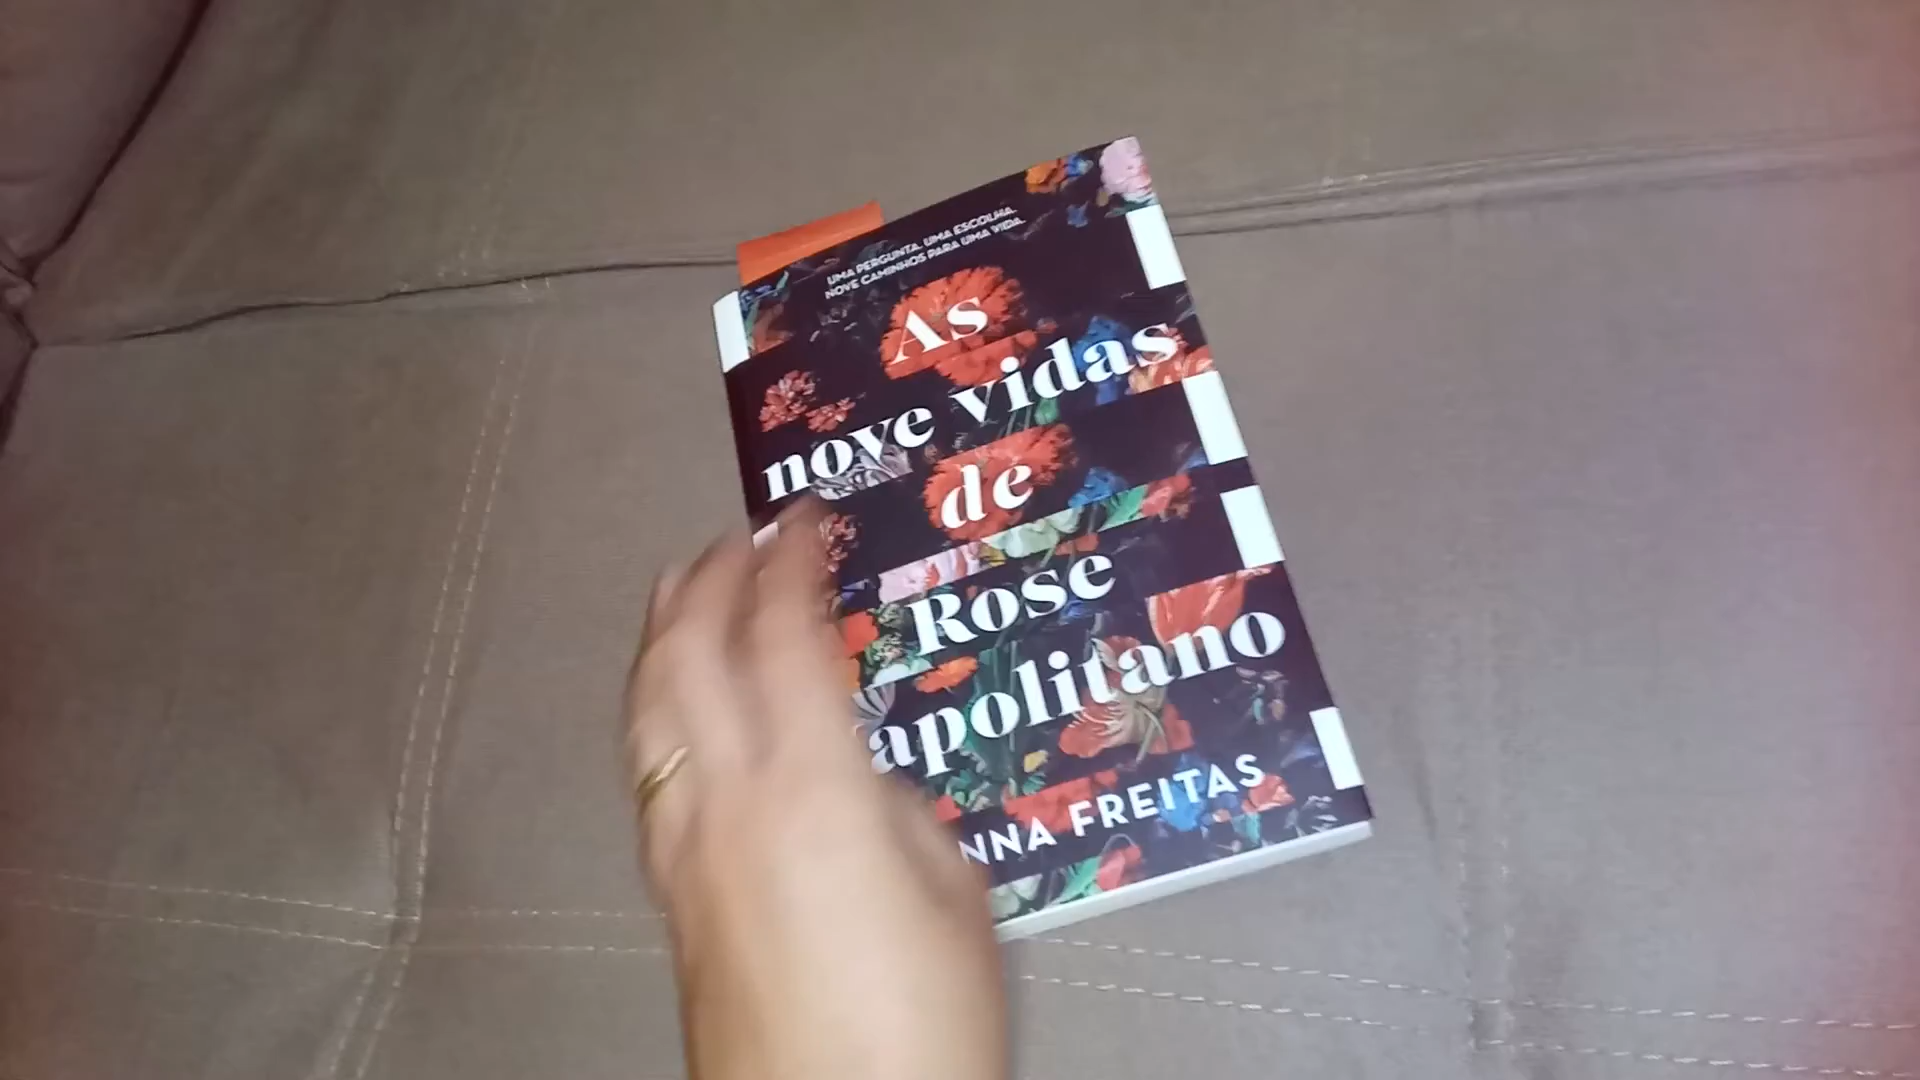 UMA PERGUNTA. UMA ESCOLHA.
NOVE CAMINHOS PARA UMA VIDA.
As
nove vidas
de
Rose
apolitano
NNA FREITAS